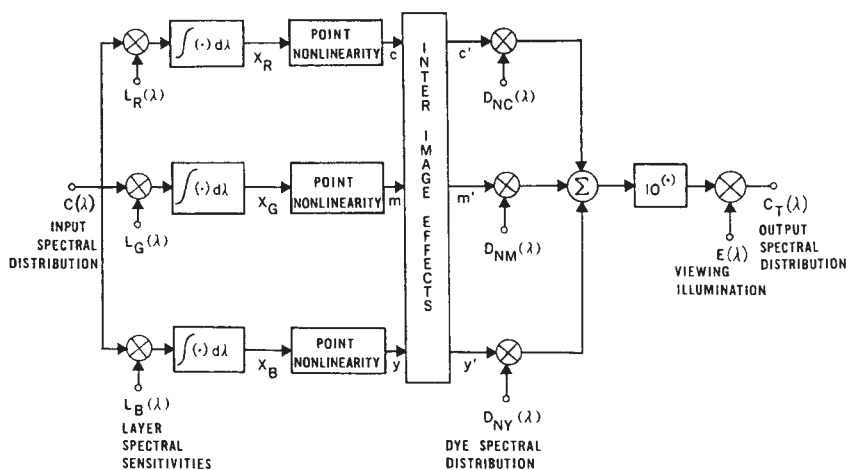 ∫(·)dλ
X_R
POINT
NONLINEARITY
c
L_R(λ)
INTER IMAGE EFFECTS
c'
D_NC(λ)
C(λ)
INPUT
SPECTRAL
DISTRIBUTION
∫(·)dλ
X_G
POINT
NONLINEARITY
m
L_G(λ)
m'
D_NM(λ)
Σ
10^(·)
C_T(λ)
OUTPUT
SPECTRAL
DISTRIBUTION
E(λ)
VIEWING
ILLUMINATION
∫(·)dλ
X_B
POINT
NONLINEARITY
y
L_B(λ)
LAYER
SPECTRAL
SENSITIVITIES
y'
D_NY(λ)
DYE SPECTRAL
DISTRIBUTION